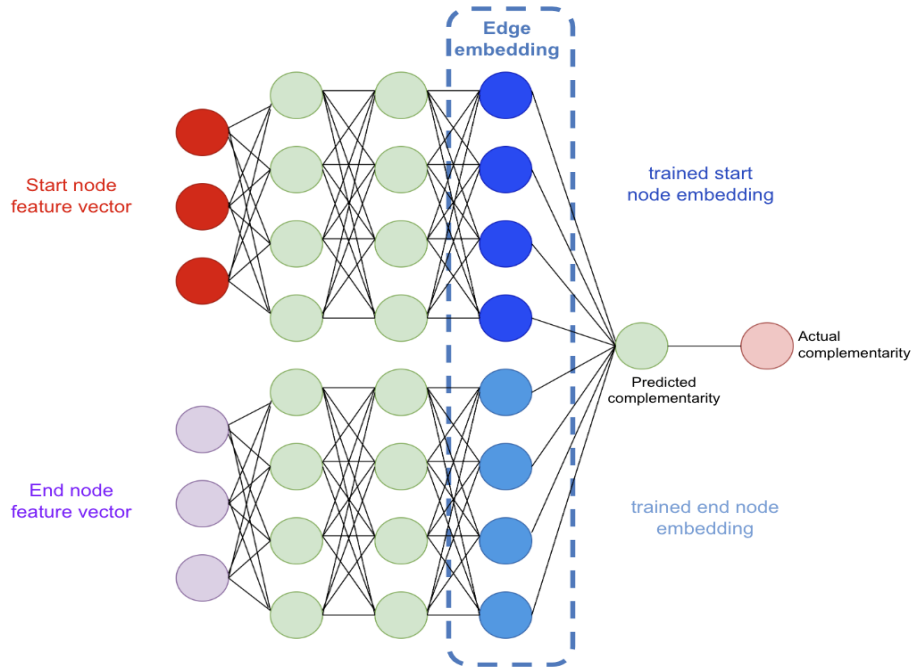 Edge
embedding
Start node
feature vector
trained start
node embedding
Actual
complementarity
Predicted
complementarity
End node
feature vector
trained end node
embedding